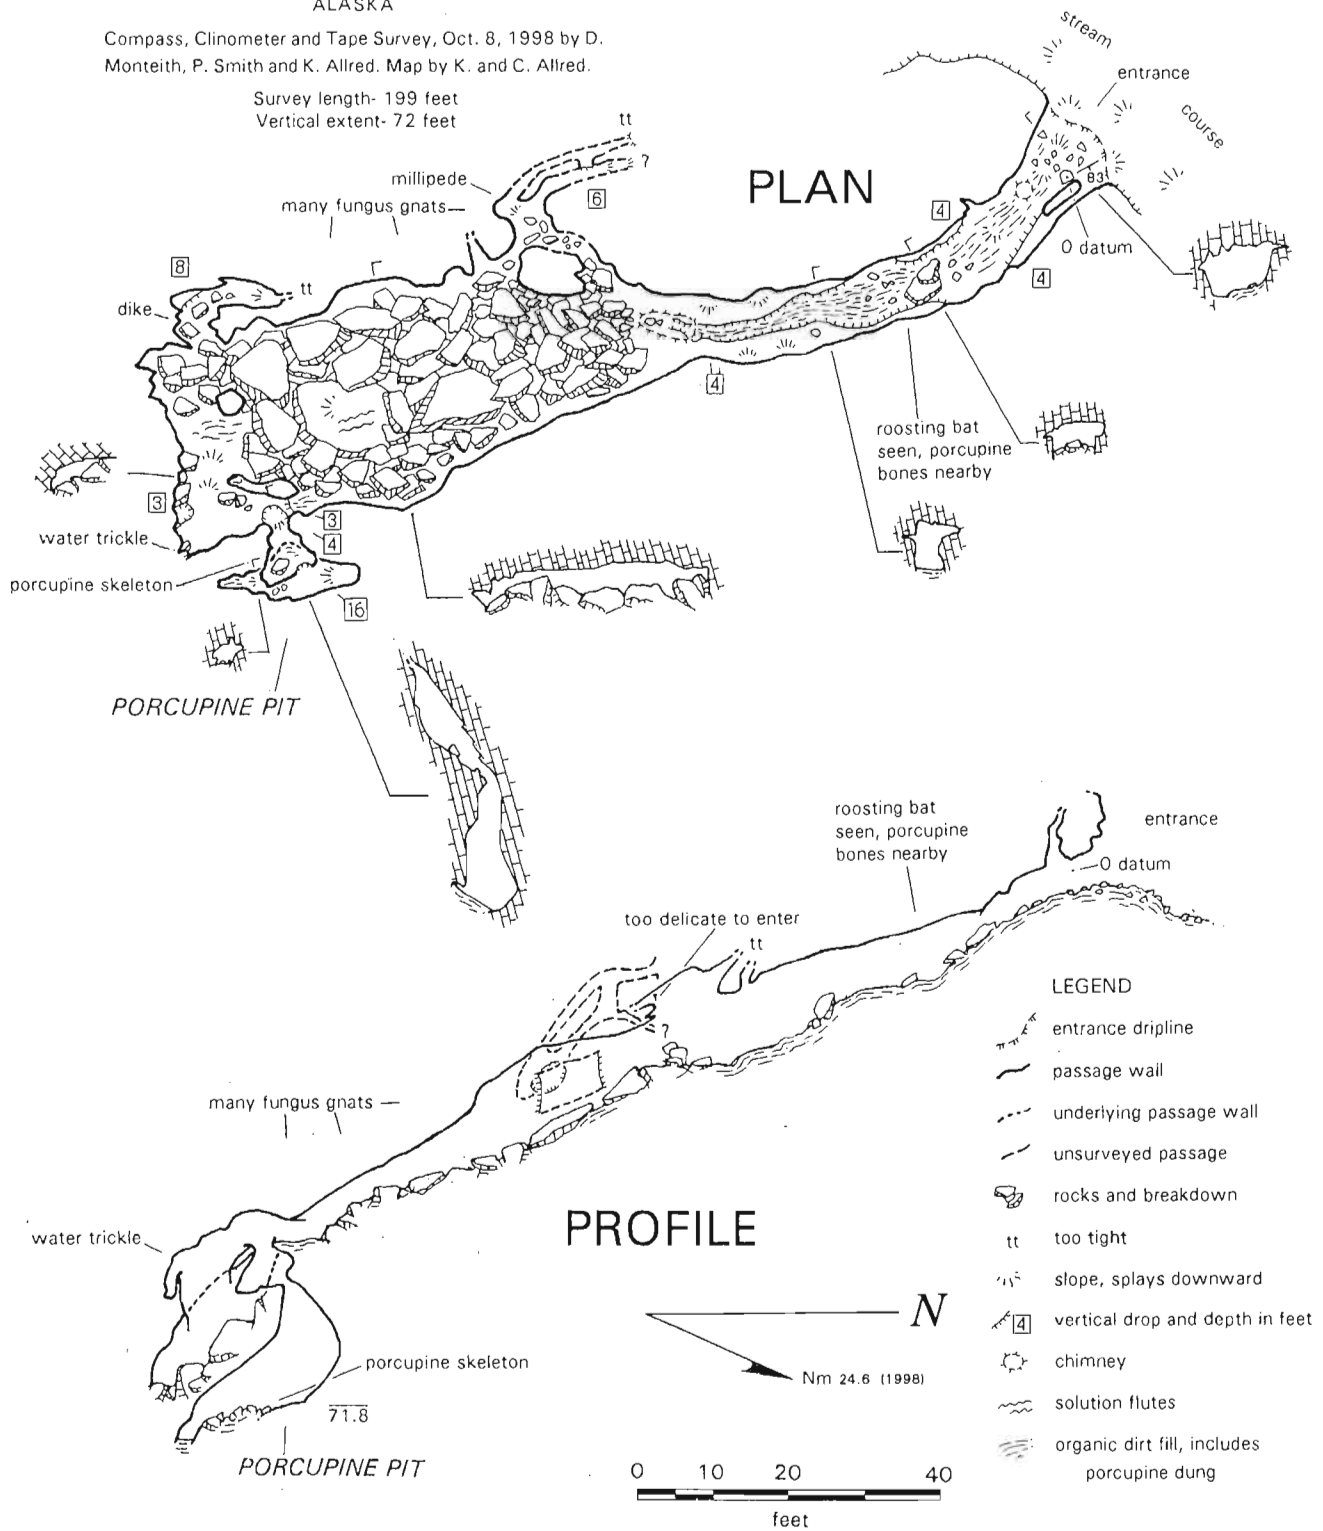 ALASKA
Compass, Clinometer and Tape Survey, Oct. 8, 1998 by D.
Monteith, P. Smith and K. Allred. Map by K. and C. Allred.
Survey length- 199 feet
Vertical extent- 72 feet
stream
entrance
course
tt
?
millipede
6
many fungus gnats
PLAN
83
4
O datum
8
tt
dike
4
4
roosting bat
seen, porcupine
bones nearby
3
3
water trickle
4
porcupine skeleton
16
PORCUPINE PIT
roosting bat
seen, porcupine
bones nearby
entrance
O datum
too delicate to enter
tt
?
many fungus gnats
water trickle
PROFILE
porcupine skeleton
71.8
PORCUPINE PIT
N
Nm 24.6 (1998)
LEGEND
entrance dripline
passage wall
underlying passage wall
unsurveyed passage
rocks and breakdown
tt too tight
slope, splays downward
4 vertical drop and depth in feet
chimney
solution flutes
organic dirt fill, includes
porcupine dung
0 10 20 40
feet